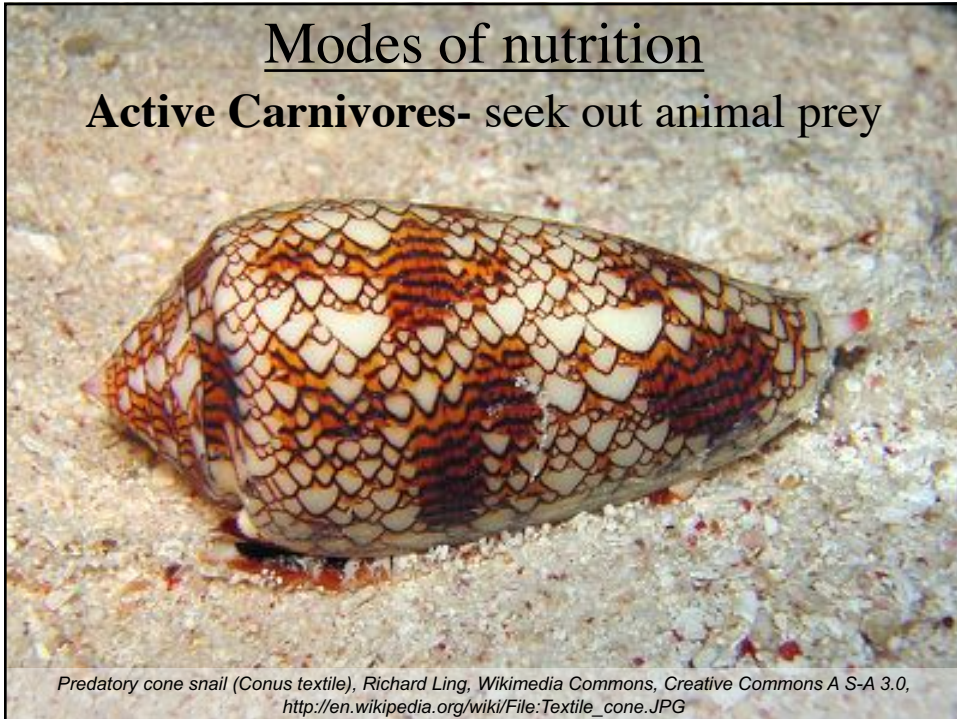 Modes of nutrition
Active Carnivores- seek out animal prey
Predatory cone snail (Conus textile), Richard Ling, Wikimedia Commons, Creative Commons A S-A 3.0,
http://en.wikipedia.org/wiki/File:Textile_cone.JPG